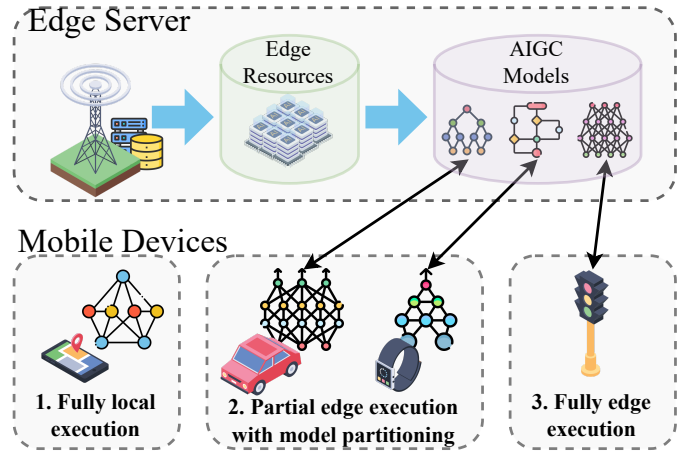 Edge Server
Edge
Resources
AIGC
Models
Mobile Devices
1. Fully local
execution
2. Partial edge execution
with model partitioning
3. Fully edge
execution